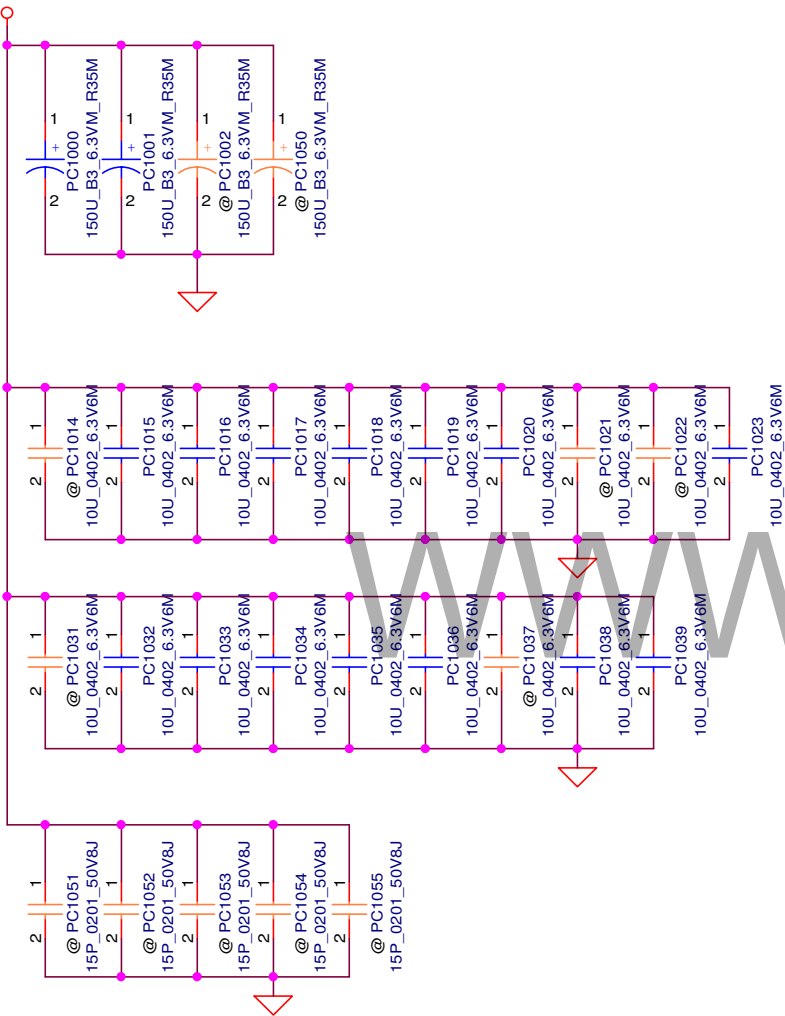 1
+
2
PC1000
150U_B3_6.3VM_R35M
1
+
2
PC1001
150U_B3_6.3VM_R35M
1
+
2
@ PC1002
150U_B3_6.3VM_R35M
1
+
2
@ PC1050
150U_B3_6.3VM_R35M
1
2
@ PC1014
10U_0402_6.3V6M
1
2
PC1015
10U_0402_6.3V6M
1
2
PC1016
10U_0402_6.3V6M
1
2
PC1017
10U_0402_6.3V6M
1
2
PC1018
10U_0402_6.3V6M
1
2
PC1019
10U_0402_6.3V6M
1
2
PC1020
10U_0402_6.3V6M
1
2
@ PC1021
10U_0402_6.3V6M
1
2
@ PC1022
10U_0402_6.3V6M
1
2
PC1023
10U_0402_6.3V6M
www
1
2
@ PC1031
10U_0402_6.3V6M
1
2
PC1032
10U_0402_6.3V6M
1
2
PC1033
10U_0402_6.3V6M
1
2
PC1034
10U_0402_6.3V6M
1
2
PC1035
10U_0402_6.3V6M
1
2
PC1036
10U_0402_6.3V6M
1
2
@ PC1037
10U_0402_6.3V6M
1
2
PC1038
10U_0402_6.3V6M
1
2
PC1039
10U_0402_6.3V6M
1
2
@ PC1051
15P_0201_50V8J
1
2
@ PC1052
15P_0201_50V8J
1
2
@ PC1053
15P_0201_50V8J
1
2
@ PC1054
15P_0201_50V8J
1
2
@ PC1055
15P_0201_50V8J